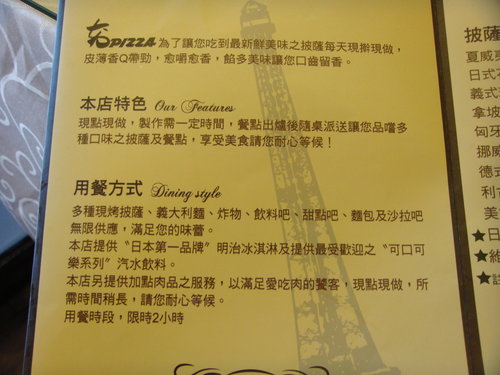 PIZZA為了讓您吃到最新鮮美味之披薩每天現擀現做，
皮薄香Q帶勁，愈嚼愈香，餡多美味讓您口齒留香。
本店特色 Our Features
現點現做，製作需一定時間，餐點出爐後隨桌派送讓您品嚐多
種口味之披薩及餐點，享受美食請您耐心等候！
用餐方式 Dining style
多種現烤披薩、義大利麵、炸物、飲料吧、甜點吧、麵包及沙拉吧
無限供應，滿足您的味蕾。
本店提供“日本第一品牌”明治冰淇淋及提供最受歡迎之“可口可
樂系列”汽水飲料。
本店另提供加點肉品之服務，以滿足愛吃肉的饕客，現點現做，所
需時間稍長，請您耐心等候。
用餐時段，限時2小時
披薩
夏威
日式
義式
拿坡
匈牙
挪威
德式
利
美
★日
★維
★註